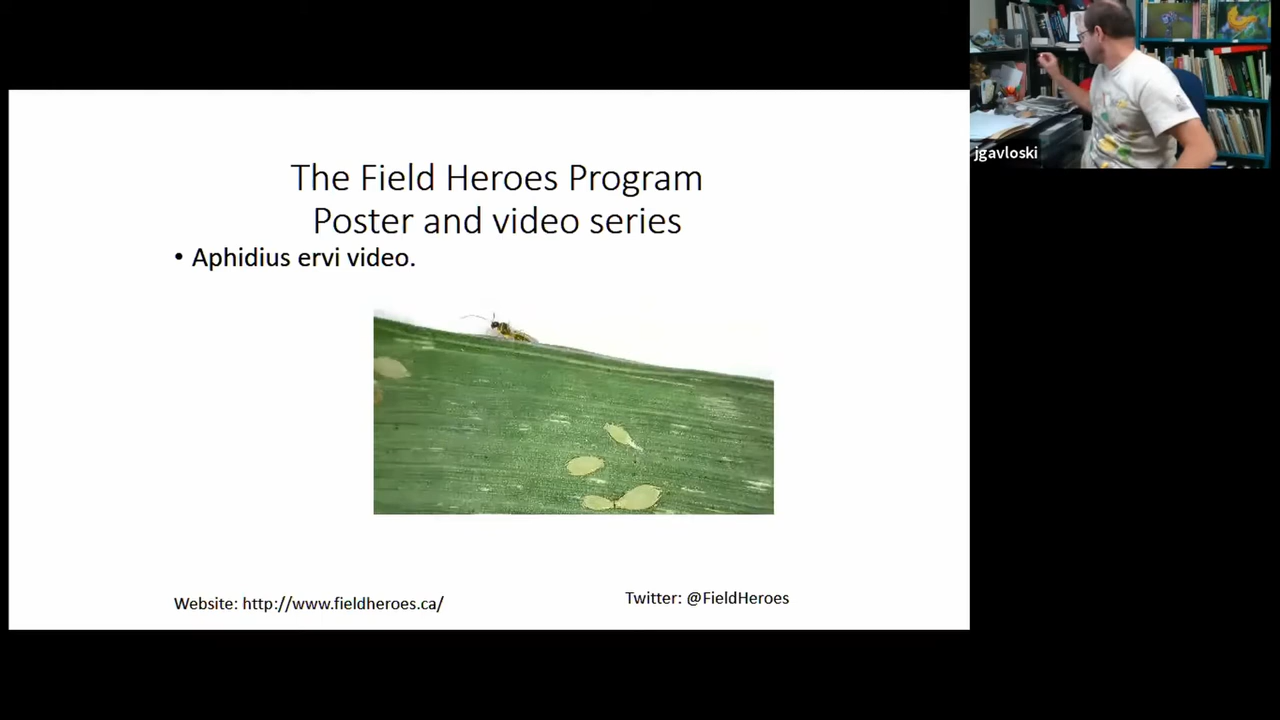 jgavloski
The Field Heroes Program
Poster and video series
• Aphidius ervi video.
Website: http://www.fieldheroes.ca/
Twitter: @FieldHeroes